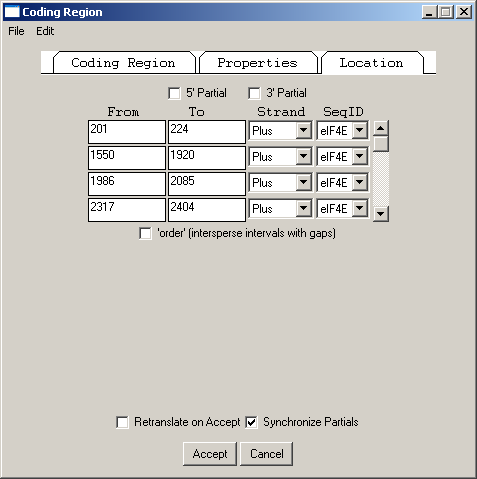 Coding Region
File Edit
Coding Region Properties Location
5' Partial 3' Partial
From To Strand SeqID
201 224 Plus eIF4E
1550 1920 Plus eIF4E
1986 2085 Plus eIF4E
2317 2404 Plus eIF4E
'order' (intersperse intervals with gaps)
Retranslate on Accept Synchronize Partials
Accept Cancel